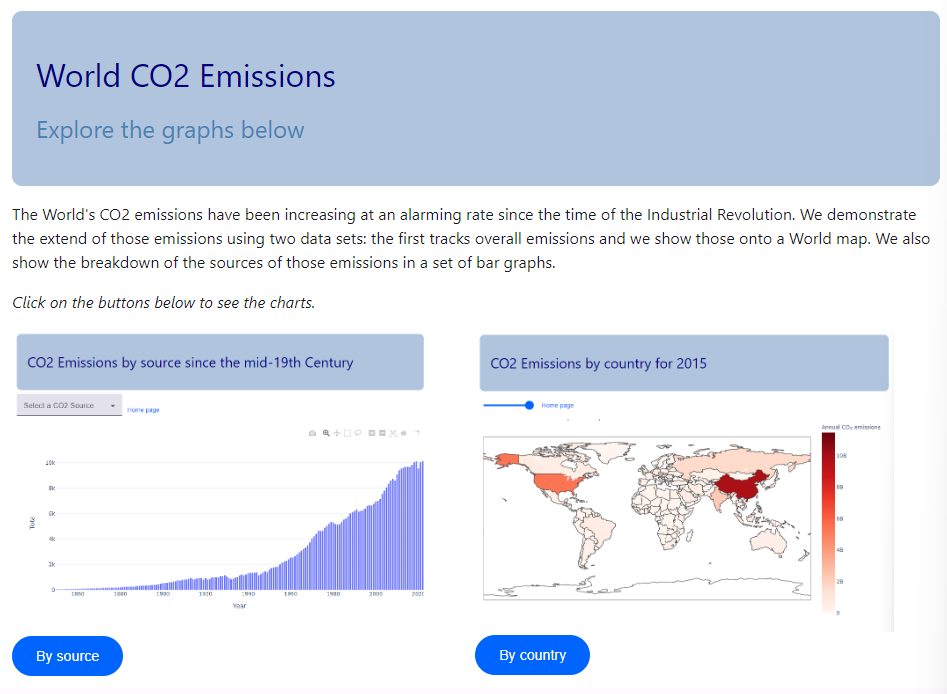 World CO2 Emissions
Explore the graphs below
The World's CO2 emissions have been increasing at an alarming rate since the time of the Industrial Revolution. We demonstrate
the extend of those emissions using two data sets: the first tracks overall emissions and we show those onto a World map. We also
show the breakdown of the sources of those emissions in a set of bar graphs.
Click on the buttons below to see the charts.
CO2 Emissions by source since the mid-19th Century
Select a CO2 Source
Home page
10k
8k
6k
4k
2k
0
Total
1860 1880 1900 1920 1940 1960 1980 2000 2020
Year
By source
CO2 Emissions by country for 2015
Home page
Annual CO₂ emissions
10B
8B
6B
4B
2B
0
By country